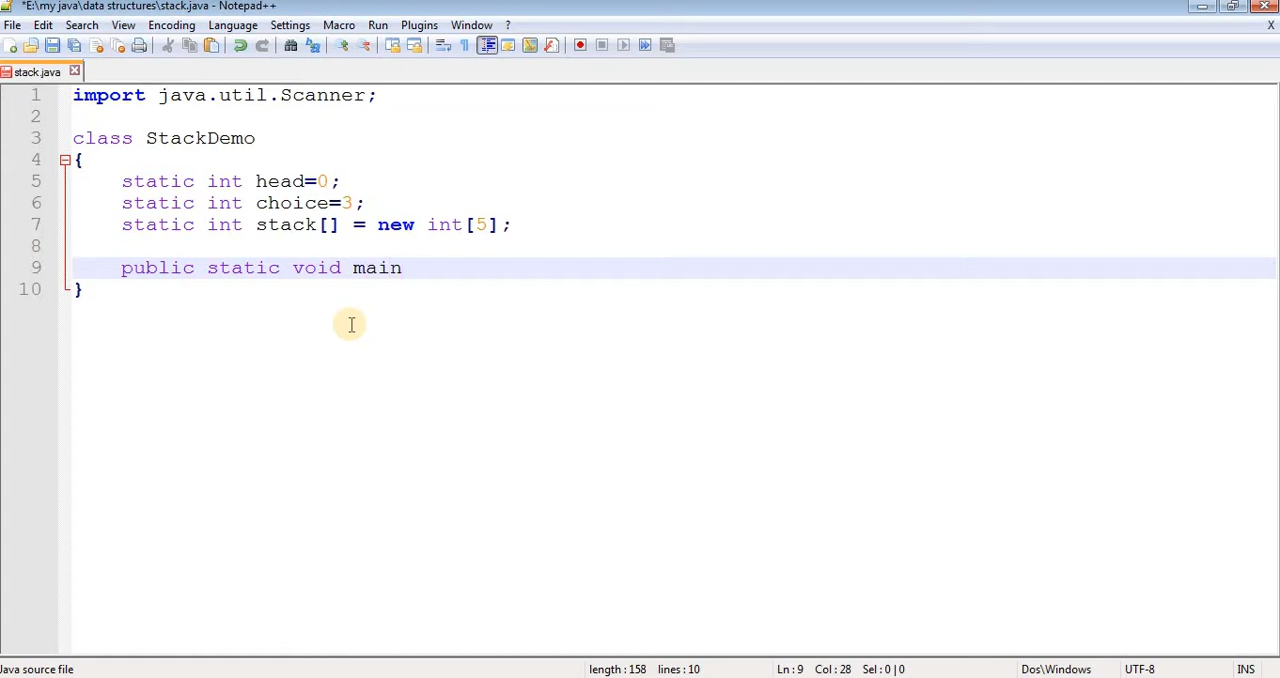 *E:\my java\data structures\stack.java - Notepad++
File Edit Search View Encoding Language Settings Macro Run Plugins Window ? X
stack.java
1 import java.util.Scanner;
2
3 class StackDemo
4 {
5 static int head=0;
6 static int choice=3;
7 static int stack[] = new int[5];
8
9 public static void main
10 }
Java source file length : 158 lines : 10 Ln : 9 Col : 28 Sel : 0 | 0 Dos\Windows UTF-8 INS